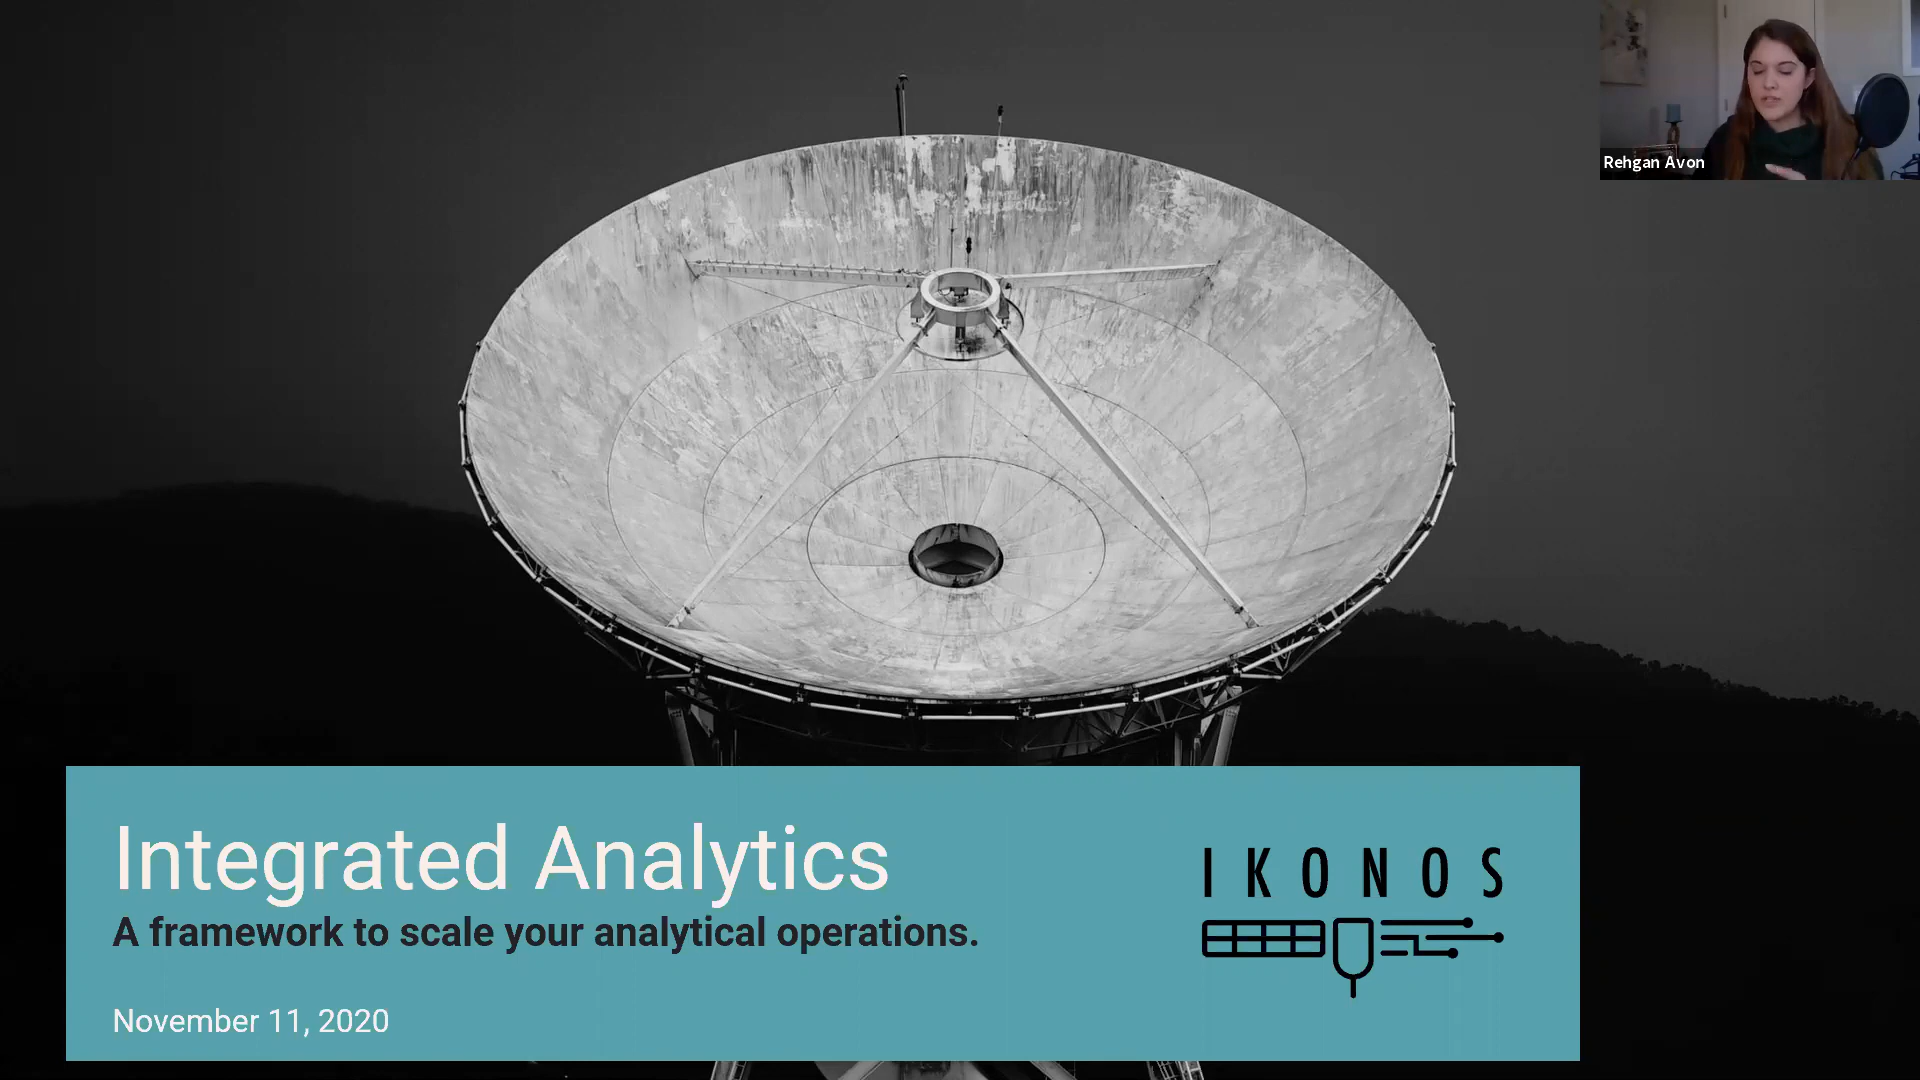 Rehgan Avon
Integrated Analytics
A framework to scale your analytical operations.
November 11, 2020
IKONOS